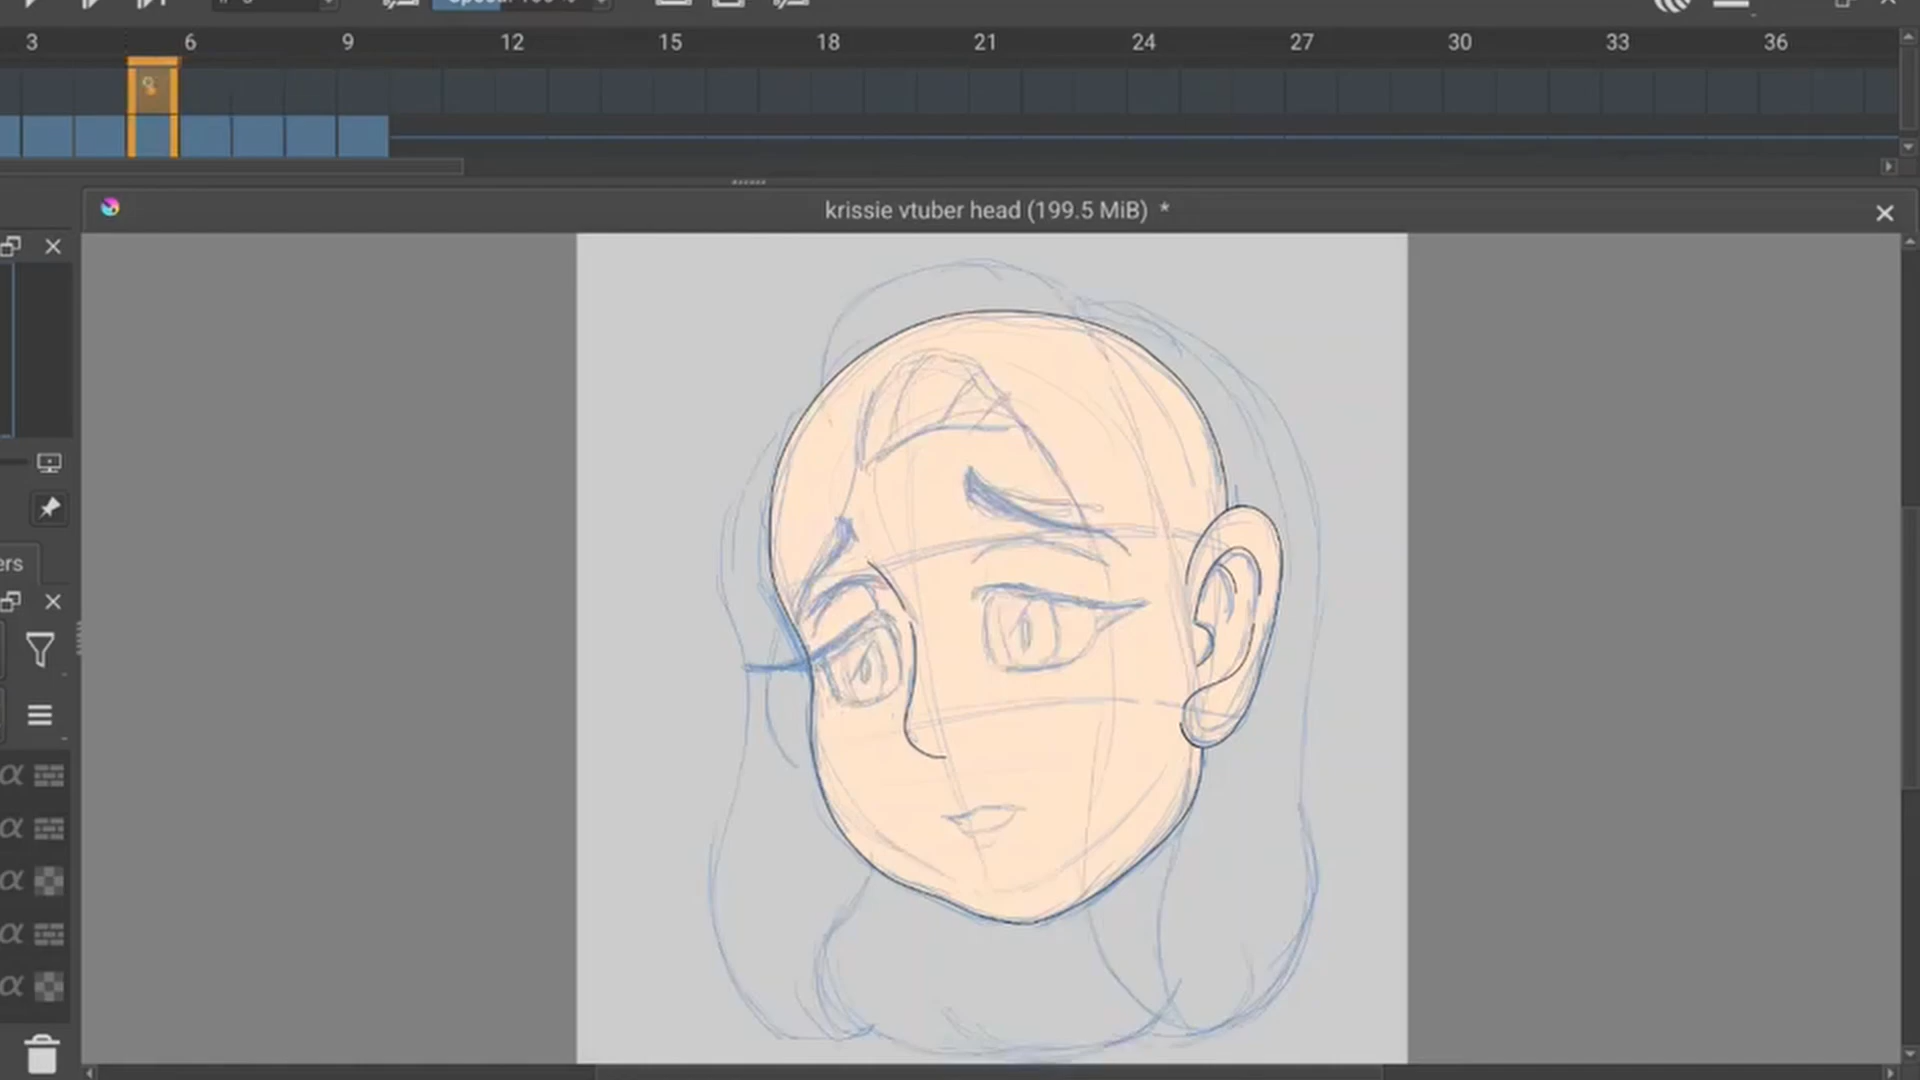 3 6 9 12 15 18 21 24 27 30 33 36
krissie vtuber head (199.5 MiB) *
ers
α
α
α
α
α